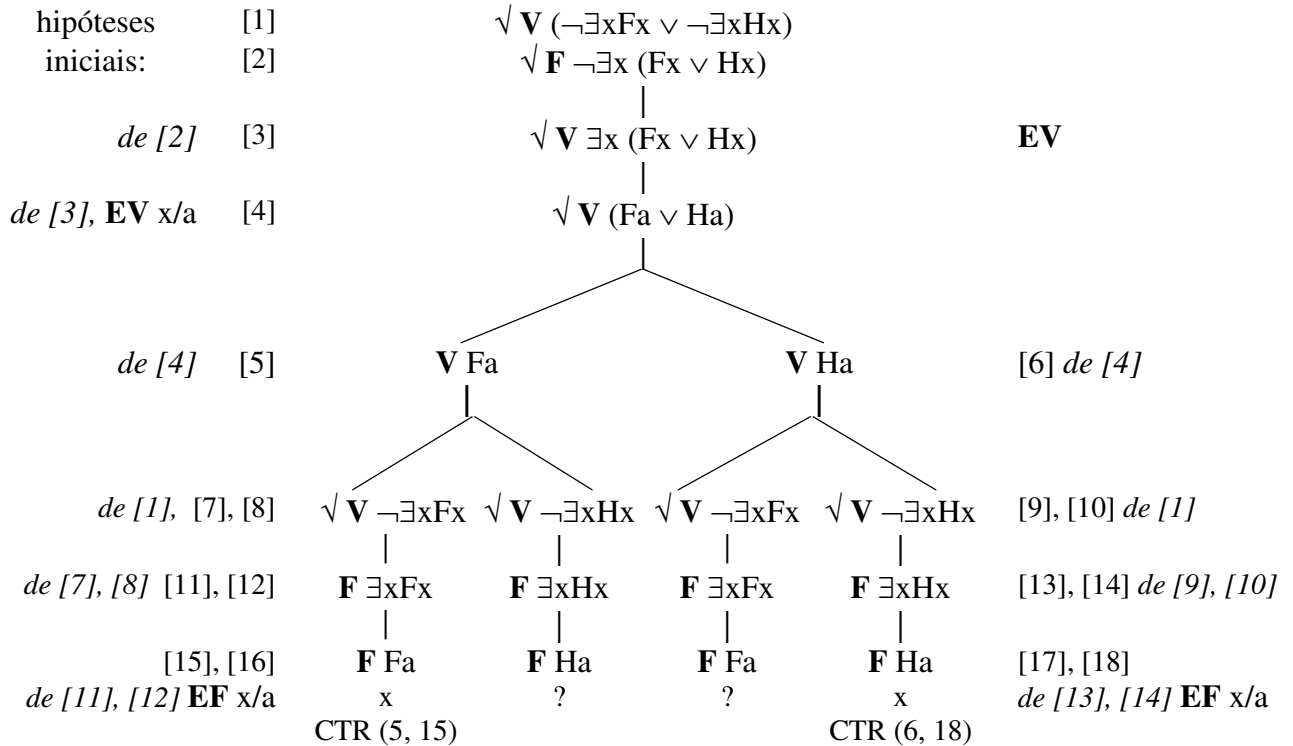 hipóteses [1] √ V (¬∃xFx ∨ ¬∃xHx)
iniciais: [2] √ F ¬∃x (Fx ∨ Hx)
de [2] [3] √ V ∃x (Fx ∨ Hx) EV
de [3], EV x/a [4] √ V (Fa ∨ Ha)
de [4] [5] V Fa V Ha [6] de [4]
de [1], [7], [8] √ V ¬∃xFx √ V ¬∃xHx √ V ¬∃xFx √ V ¬∃xHx [9], [10] de [1]
de [7], [8] [11], [12] F ∃xFx F ∃xHx F ∃xFx F ∃xHx [13], [14] de [9], [10]
[15], [16] F Fa F Ha F Fa F Ha [17], [18]
de [11], [12] EF x/a x ? ? x de [13], [14] EF x/a
CTR (5, 15) CTR (6, 18)